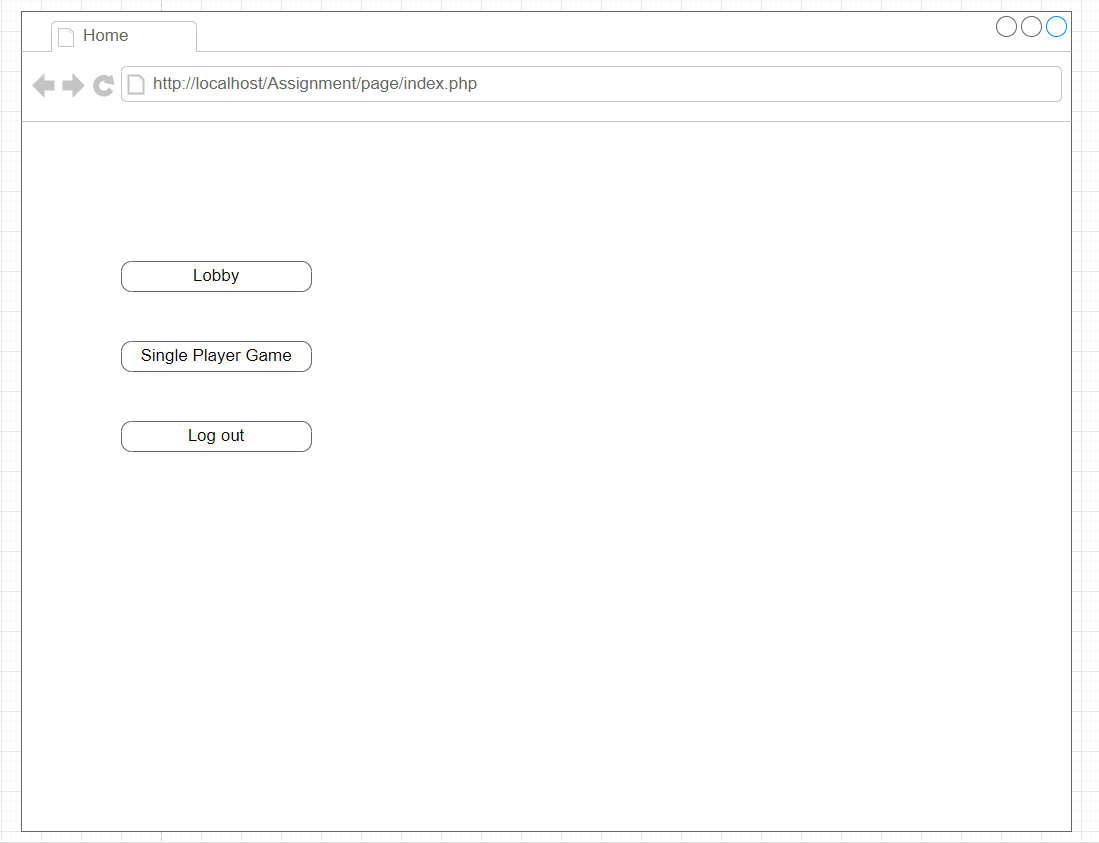 Home
http://localhost/Assignment/page/index.php
Lobby
Single Player Game
Log out